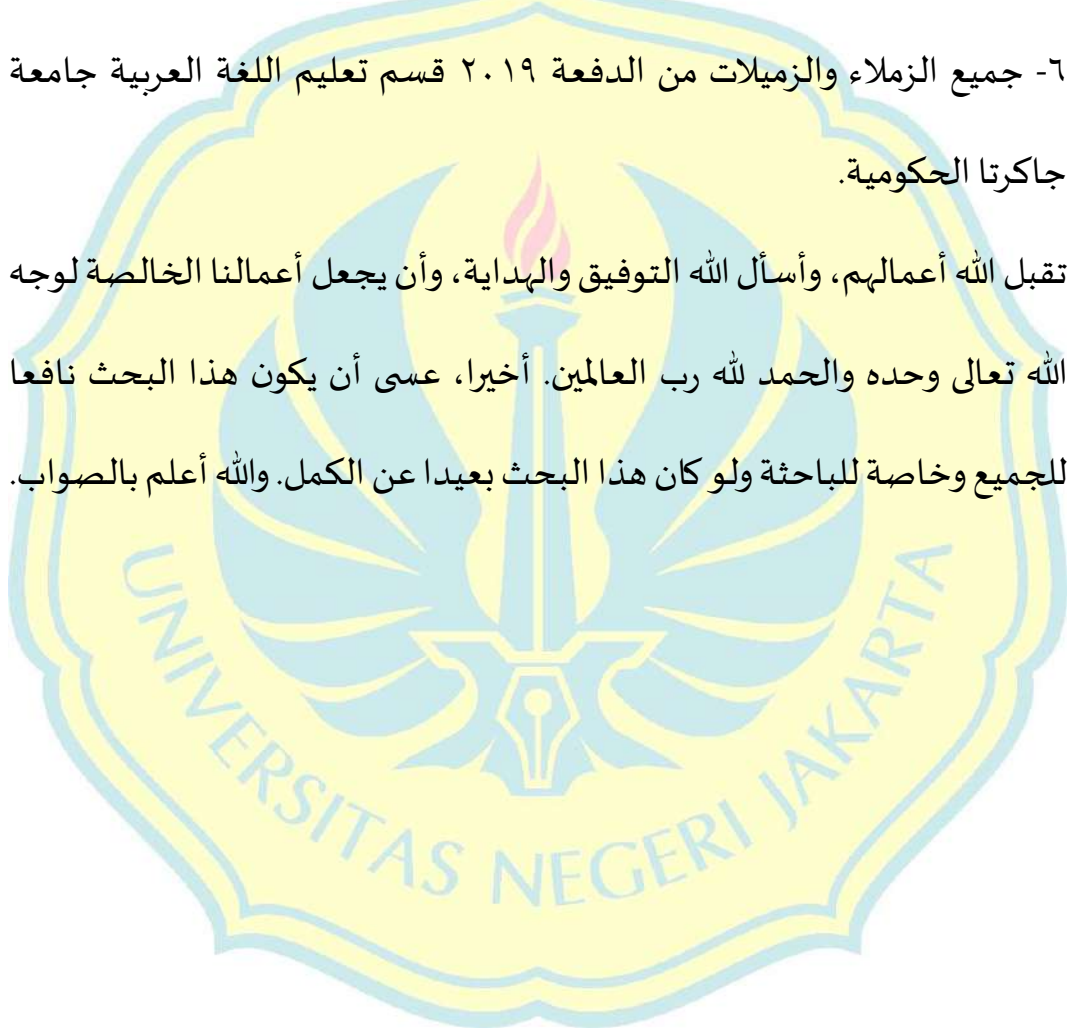 ٦- جميع الزملاء والزميلات من الدفعة ٢٠١٩ قسم تعليم اللغة العربية جامعة
جاكرتا الحكومية.
تقبل الله أعمالهم، وأسأل الله التوفيق والهداية، وأن يجعل أعمالنا الخالصة لوجه
الله تعالى وحده والحمد لله رب العالمين. أخيرا، عسى أن يكون هذا البحث نافعا
للجميع وخاصة للباحثة ولو كان هذا البحث بعيدا عن الكمل. والله أعلم بالصواب.
UNIVERSITAS NEGERI JAKARTA